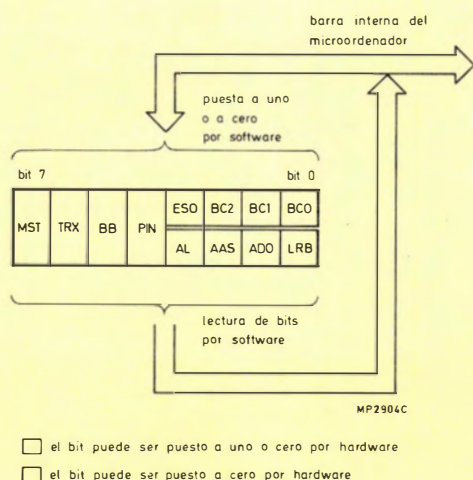 barra interna del
microordenador
puesta a uno
o a cero
por software
bit 7 bit 0
MST TRX BB PIN ESO BC2 BC1 BC0
AL AAS ADO LRB
lectura de bits
por software
MP2904C
el bit puede ser puesto a uno o cero por hardware
el bit puede ser puesto a cero por hardware